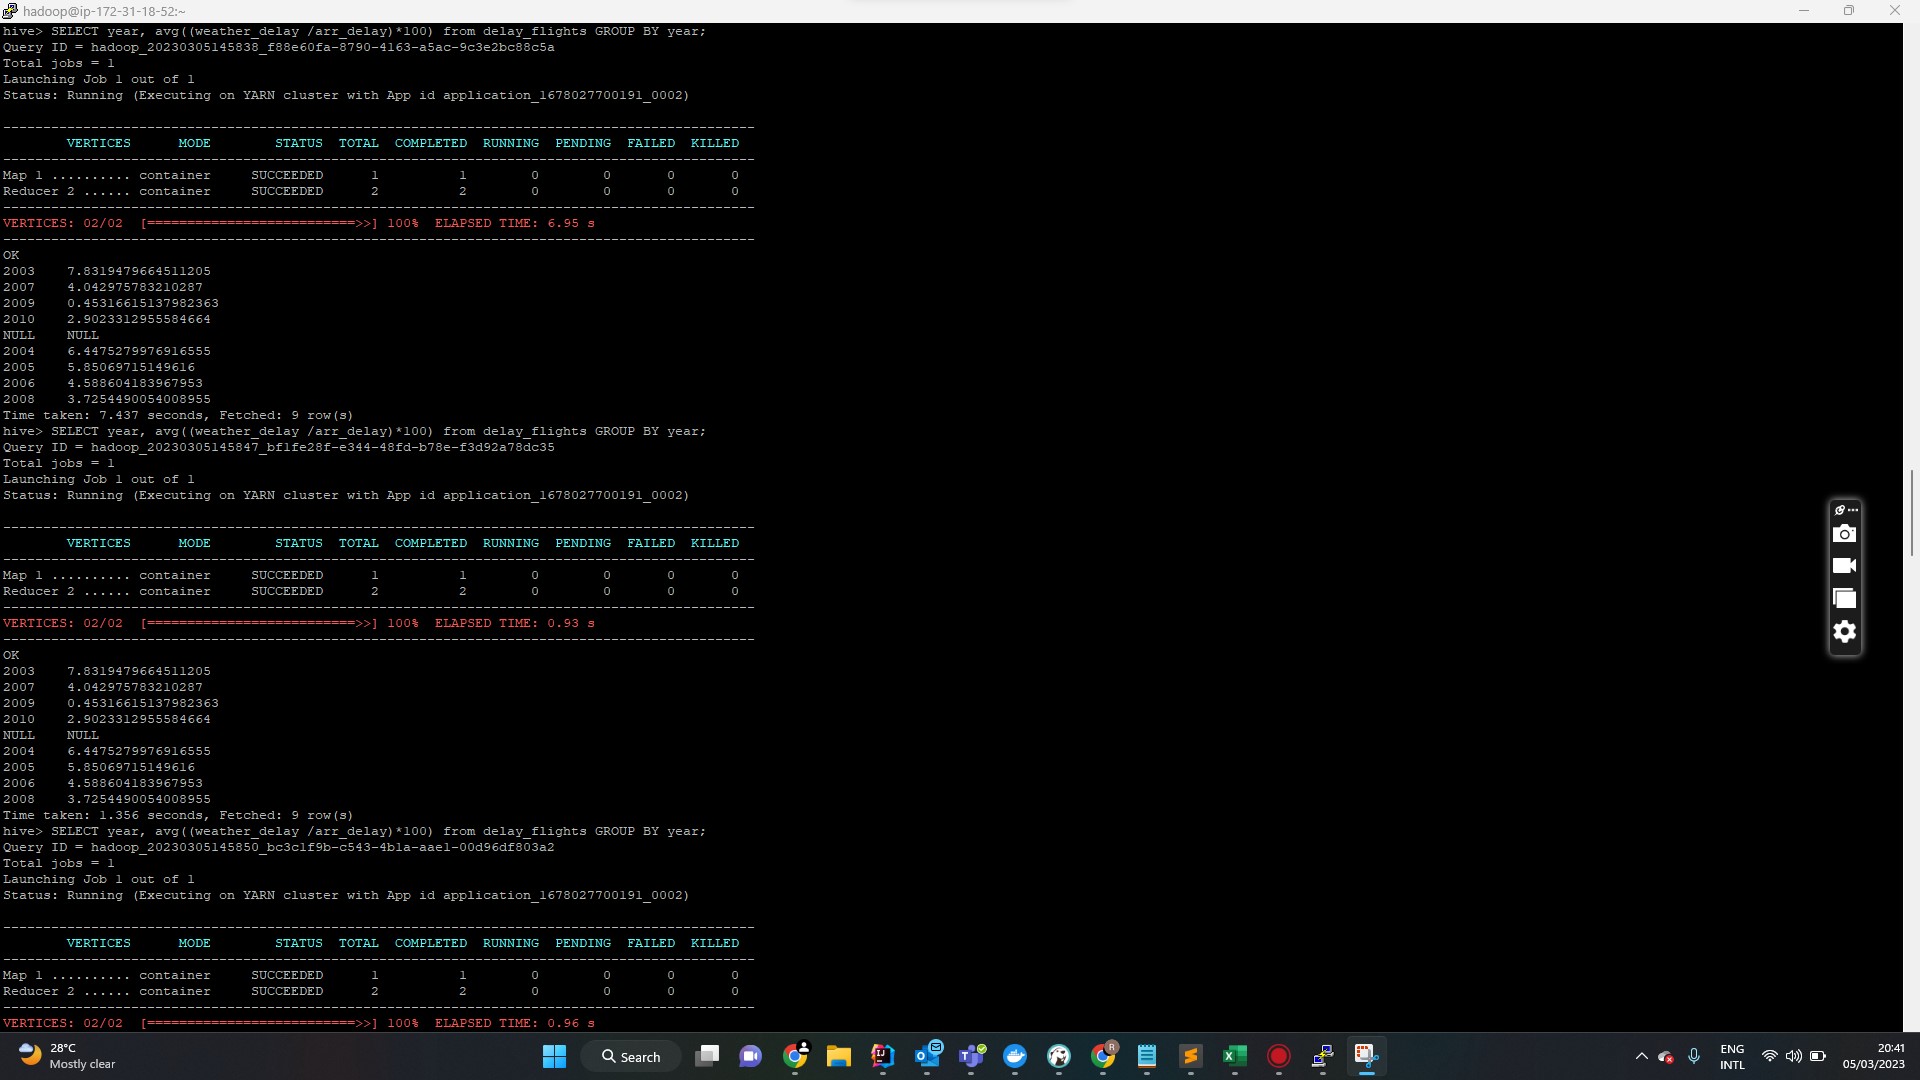 hadoop@ip-172-31-18-52:~
hive> SELECT year, avg((weather_delay /arr_delay)*100) from delay_flights GROUP BY year;
Query ID = hadoop_20230305145838_f88e60fa-8790-4163-a5ac-9c3e2bc88c5a
Total jobs = 1
Launching Job 1 out of 1
Status: Running (Executing on YARN cluster with App id application_1678027700191_0002)
----------------------------------------------------------------------------------------------
VERTICES MODE STATUS TOTAL COMPLETED RUNNING PENDING FAILED KILLED
----------------------------------------------------------------------------------------------
Map 1 .......... container SUCCEEDED 1 1 0 0 0 0
Reducer 2 ...... container SUCCEEDED 2 2 0 0 0 0
----------------------------------------------------------------------------------------------
VERTICES: 02/02 [==========================>>] 100% ELAPSED TIME: 6.95 s
----------------------------------------------------------------------------------------------
OK
2003 7.8319479664511205
2007 4.042975783210287
2009 0.45316615137982363
2010 2.9023312955584664
NULL NULL
2004 6.4475279976916555
2005 5.85069715149616
2006 4.588604183967953
2008 3.7254490054008955
Time taken: 7.437 seconds, Fetched: 9 row(s)
hive> SELECT year, avg((weather_delay /arr_delay)*100) from delay_flights GROUP BY year;
Query ID = hadoop_20230305145847_bf1fe28f-e344-48fd-b78e-f3d92a78dc35
Total jobs = 1
Launching Job 1 out of 1
Status: Running (Executing on YARN cluster with App id application_1678027700191_0002)
----------------------------------------------------------------------------------------------
VERTICES MODE STATUS TOTAL COMPLETED RUNNING PENDING FAILED KILLED
----------------------------------------------------------------------------------------------
Map 1 .......... container SUCCEEDED 1 1 0 0 0 0
Reducer 2 ...... container SUCCEEDED 2 2 0 0 0 0
----------------------------------------------------------------------------------------------
VERTICES: 02/02 [==========================>>] 100% ELAPSED TIME: 0.93 s
----------------------------------------------------------------------------------------------
OK
2003 7.8319479664511205
2007 4.042975783210287
2009 0.45316615137982363
2010 2.9023312955584664
NULL NULL
2004 6.4475279976916555
2005 5.85069715149616
2006 4.588604183967953
2008 3.7254490054008955
Time taken: 1.356 seconds, Fetched: 9 row(s)
hive> SELECT year, avg((weather_delay /arr_delay)*100) from delay_flights GROUP BY year;
Query ID = hadoop_20230305145850_bc3c1f9b-c543-4b1a-aae1-00d96df803a2
Total jobs = 1
Launching Job 1 out of 1
Status: Running (Executing on YARN cluster with App id application_1678027700191_0002)
----------------------------------------------------------------------------------------------
VERTICES MODE STATUS TOTAL COMPLETED RUNNING PENDING FAILED KILLED
----------------------------------------------------------------------------------------------
Map 1 .......... container SUCCEEDED 1 1 0 0 0 0
Reducer 2 ...... container SUCCEEDED 2 2 0 0 0 0
----------------------------------------------------------------------------------------------
VERTICES: 02/02 [==========================>>] 100% ELAPSED TIME: 0.96 s
28°C
Mostly clear
Search
ENG
INTL
20:41
05/03/2023